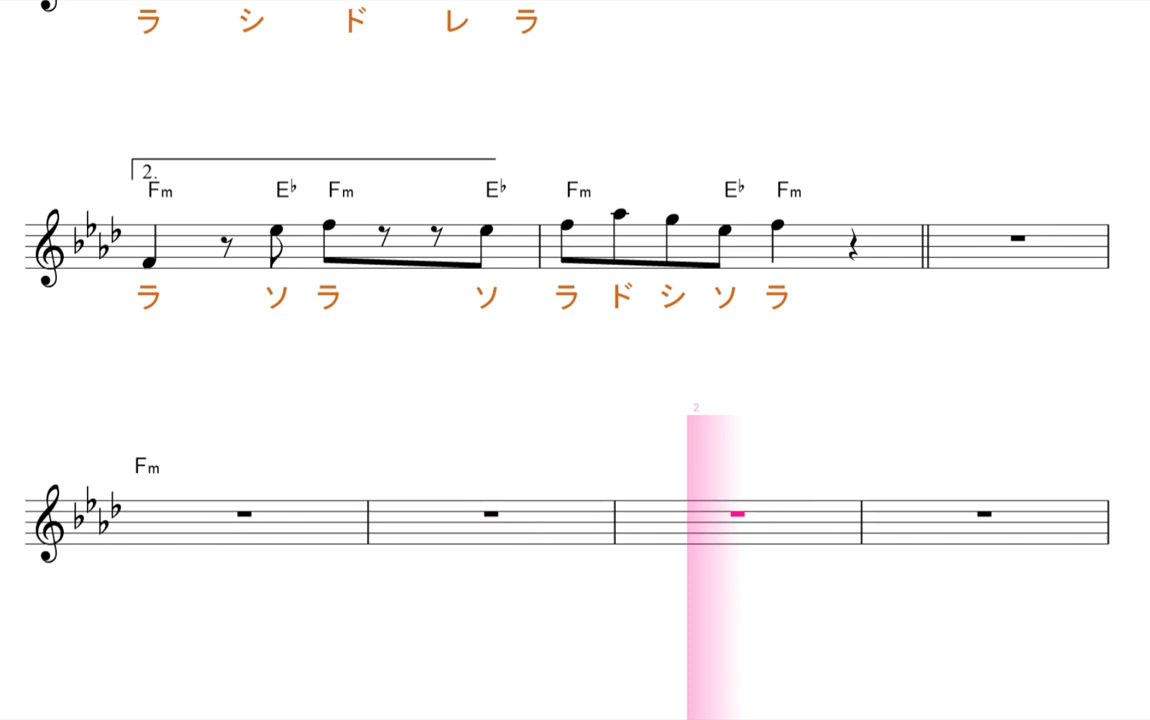 ラ シ ド レ ラ
2.
Fm E♭ Fm E♭ Fm E♭ Fm
ラ ソ ラ ソ ラ ド シ ソ ラ
2
Fm